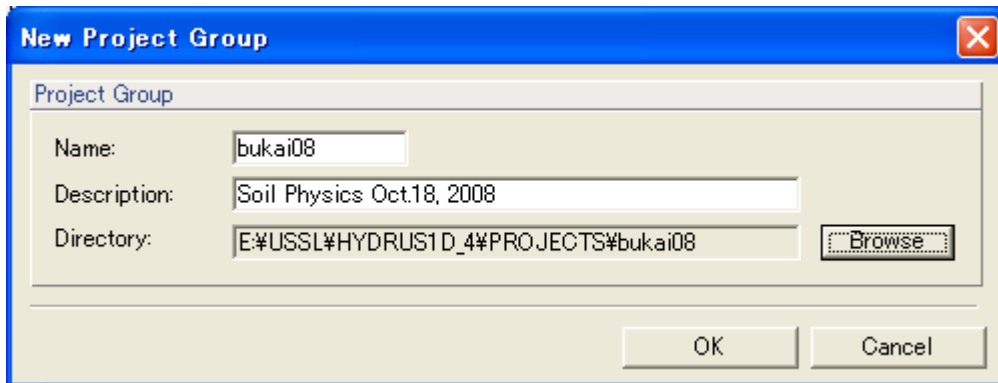 New Project Group
Project Group
Name: bukai08
Description: Soil Physics Oct.18, 2008
Directory: E:¥USSL¥HYDRUS1D_4¥PROJECTS¥bukai08 Browse
OK Cancel